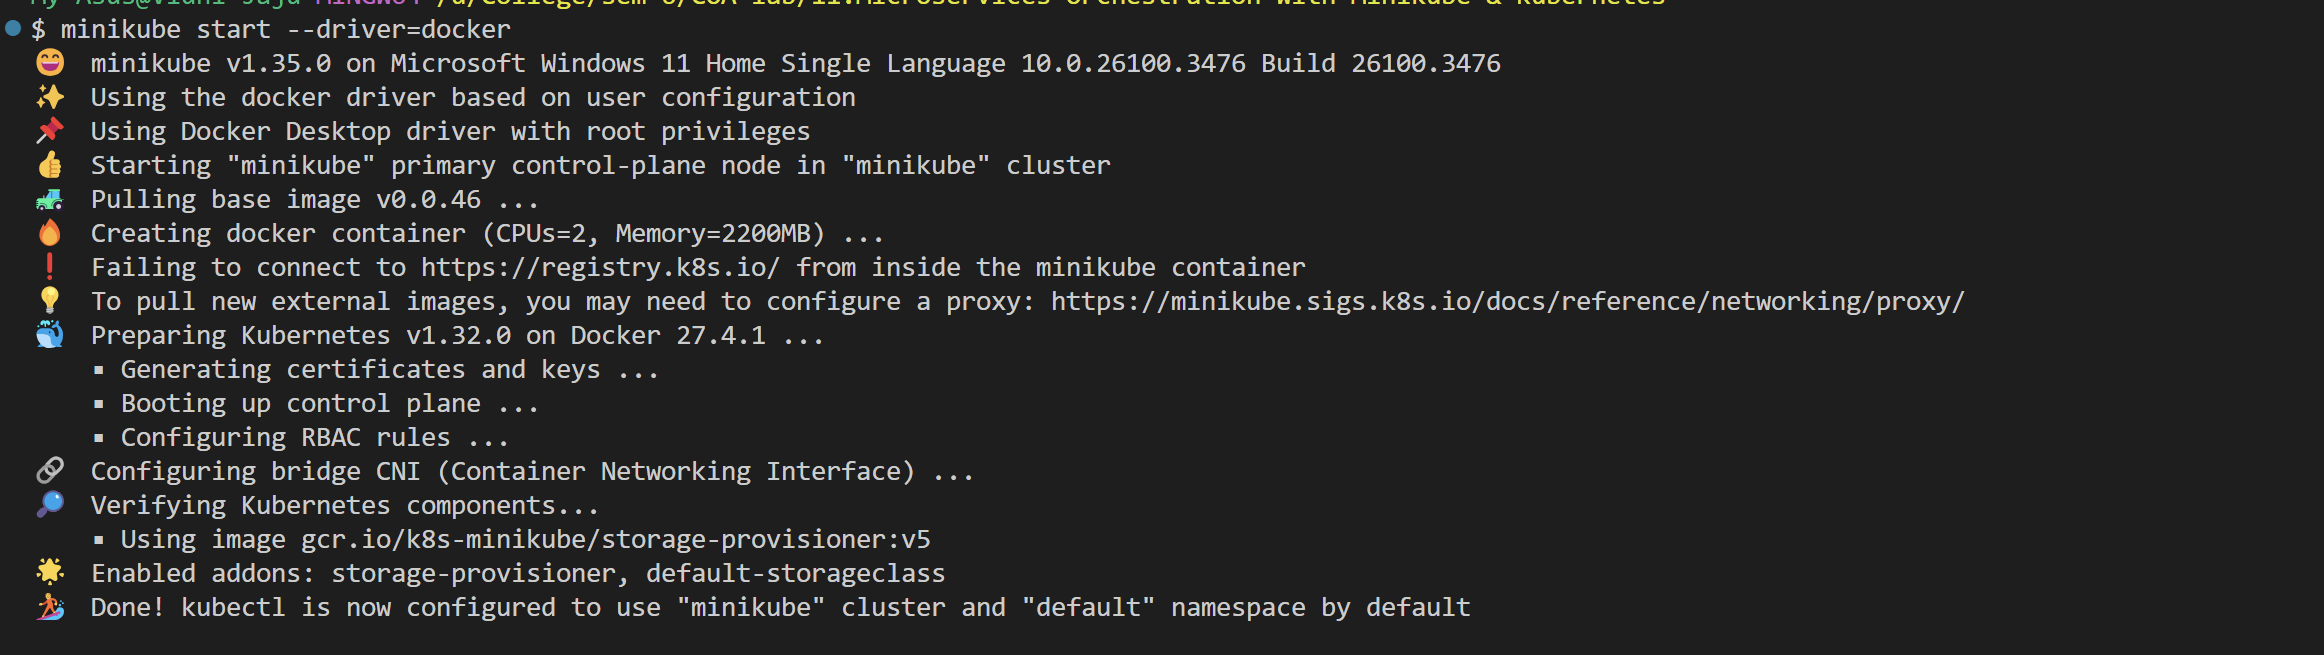 $ minikube start --driver=docker
😄 minikube v1.35.0 on Microsoft Windows 11 Home Single Language 10.0.26100.3476 Build 26100.3476
✨ Using the docker driver based on user configuration
📌 Using Docker Desktop driver with root privileges
👍 Starting "minikube" primary control-plane node in "minikube" cluster
🚜 Pulling base image v0.0.46 ...
🔥 Creating docker container (CPUs=2, Memory=2200MB) ...
❗ Failing to connect to https://registry.k8s.io/ from inside the minikube container
💡 To pull new external images, you may need to configure a proxy: https://minikube.sigs.k8s.io/docs/reference/networking/proxy/
🐳 Preparing Kubernetes v1.32.0 on Docker 27.4.1 ...
▪ Generating certificates and keys ...
▪ Booting up control plane ...
▪ Configuring RBAC rules ...
🔗 Configuring bridge CNI (Container Networking Interface) ...
🔎 Verifying Kubernetes components...
▪ Using image gcr.io/k8s-minikube/storage-provisioner:v5
🌟 Enabled addons: storage-provisioner, default-storageclass
🏄 Done! kubectl is now configured to use "minikube" cluster and "default" namespace by default